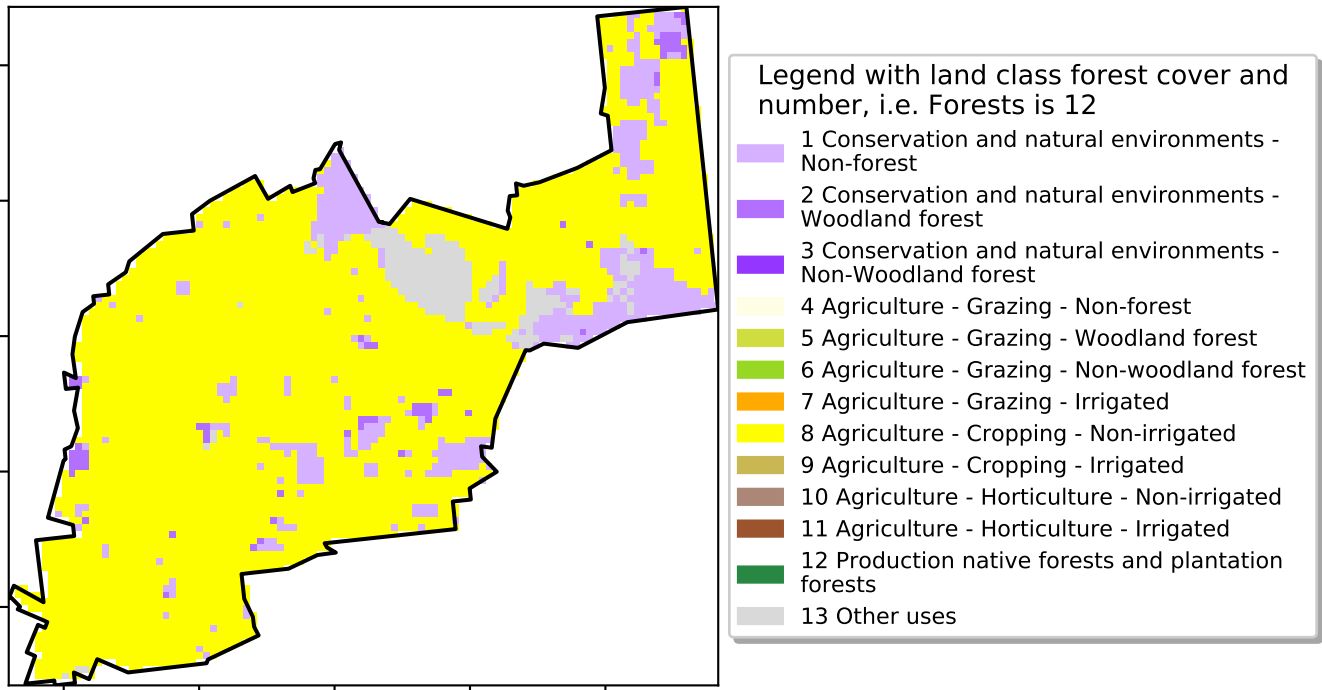 Legend with land class forest cover and
number, i.e. Forests is 12
1 Conservation and natural environments -
Non-forest
2 Conservation and natural environments -
Woodland forest
3 Conservation and natural environments -
Non-Woodland forest
4 Agriculture - Grazing - Non-forest
5 Agriculture - Grazing - Woodland forest
6 Agriculture - Grazing - Non-woodland forest
7 Agriculture - Grazing - Irrigated
8 Agriculture - Cropping - Non-irrigated
9 Agriculture - Cropping - Irrigated
10 Agriculture - Horticulture - Non-irrigated
11 Agriculture - Horticulture - Irrigated
12 Production native forests and plantation
forests
13 Other uses